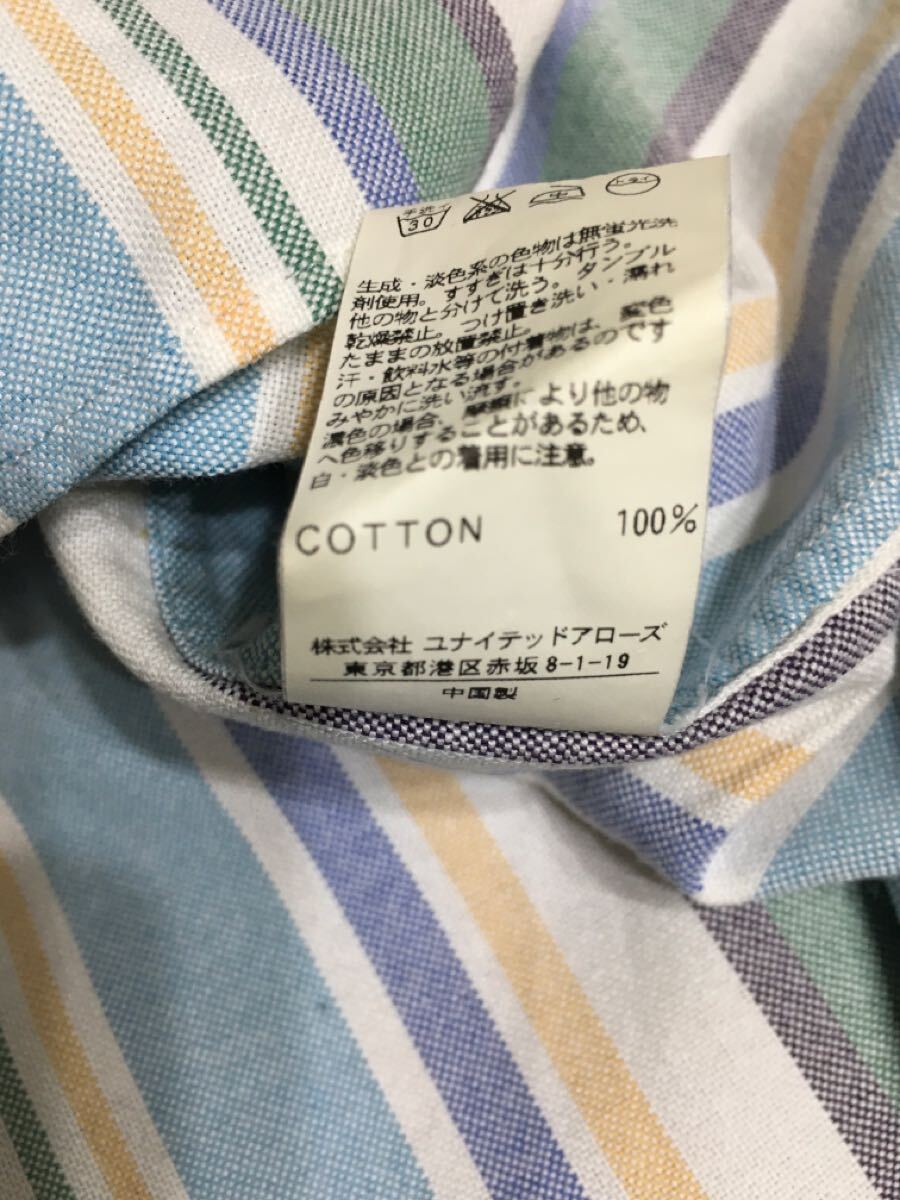 手洗イ 30 中 ドライ
生成・淡色系の色物は無蛍光洗
剤使用。すすぎは十分行う。
他の物と分けて洗う。タンブル
乾燥禁止。つけ置き洗い・濡れ
たままの放置禁止。
汗・飲料水等の付着物は、変色
の原因となる場合があるのです
みやかに洗い流す。
濃色の場合、摩擦により他の物
へ色移りすることがあるため、
白・淡色との着用に注意。
COTTON 100%
株式会社 ユナイテッドアローズ
東京都港区赤坂8-1-19
中国製